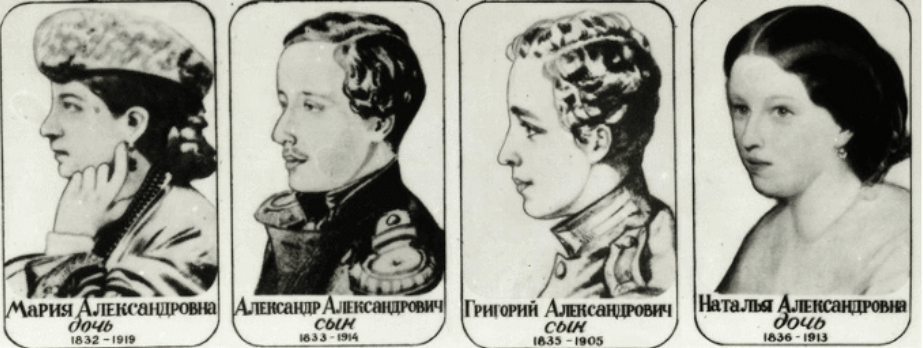 Мария Александровна
дочь
1832-1919
Александр Александрович
сын
1833-1914
Григорий Александрович
сын
1835-1905
Наталья Александровна
дочь
1836-1913